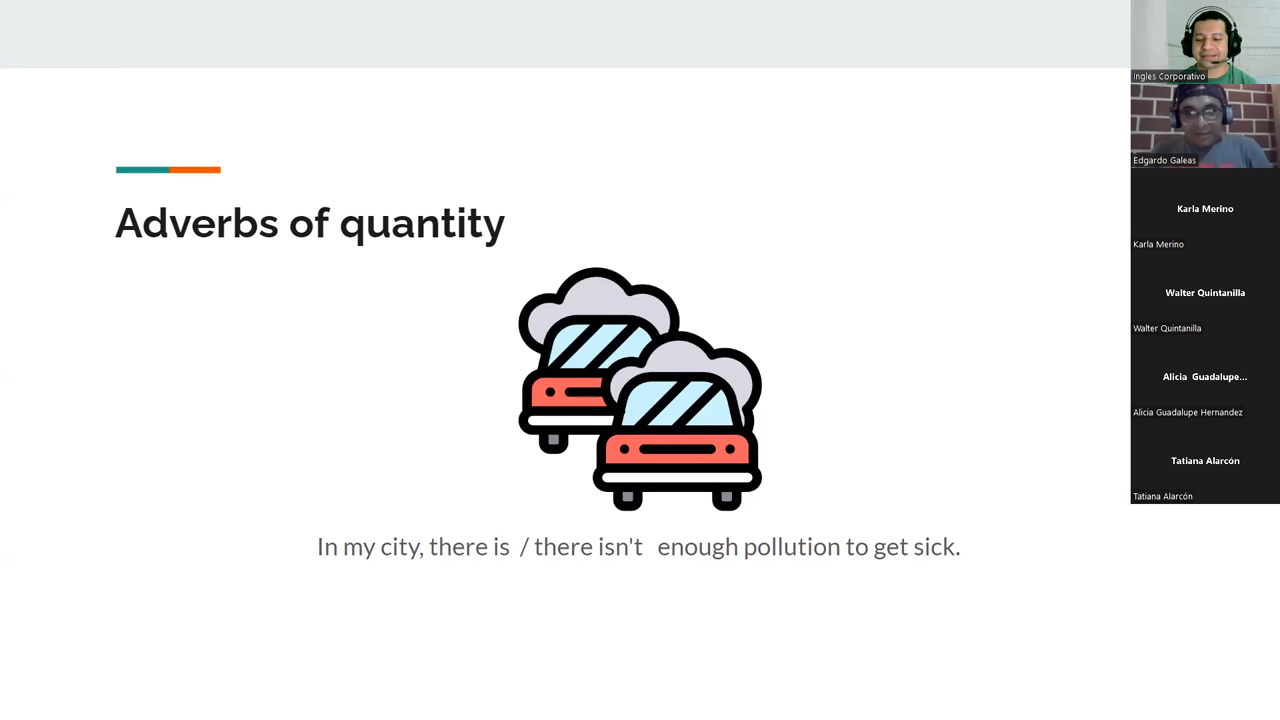 Adverbs of quantity
In my city, there is / there isn't enough pollution to get sick.
Ingles Corporativo
Edgardo Galeas
Karla Merino
Karla Merino
Walter Quintanilla
Walter Quintanilla
Alicia Guadalupe...
Alicia Guadalupe Hernandez
Tatiana Alarcón
Tatiana Alarcón